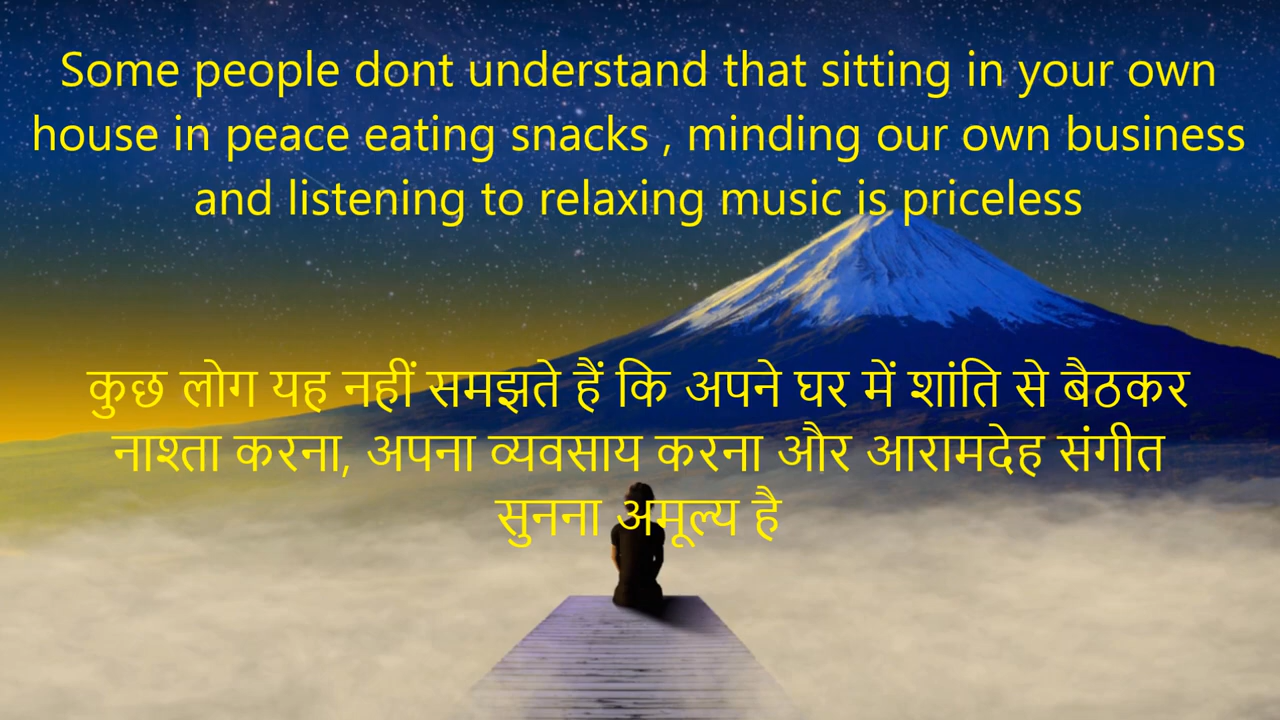 Some people dont understand that sitting in your own
house in peace eating snacks , minding our own business
and listening to relaxing music is priceless
कुछ लोग यह नहीं समझते हैं कि अपने घर में शांति से बैठकर
नाश्ता करना, अपना व्यवसाय करना और आरामदेह संगीत
सुनना अमूल्य है